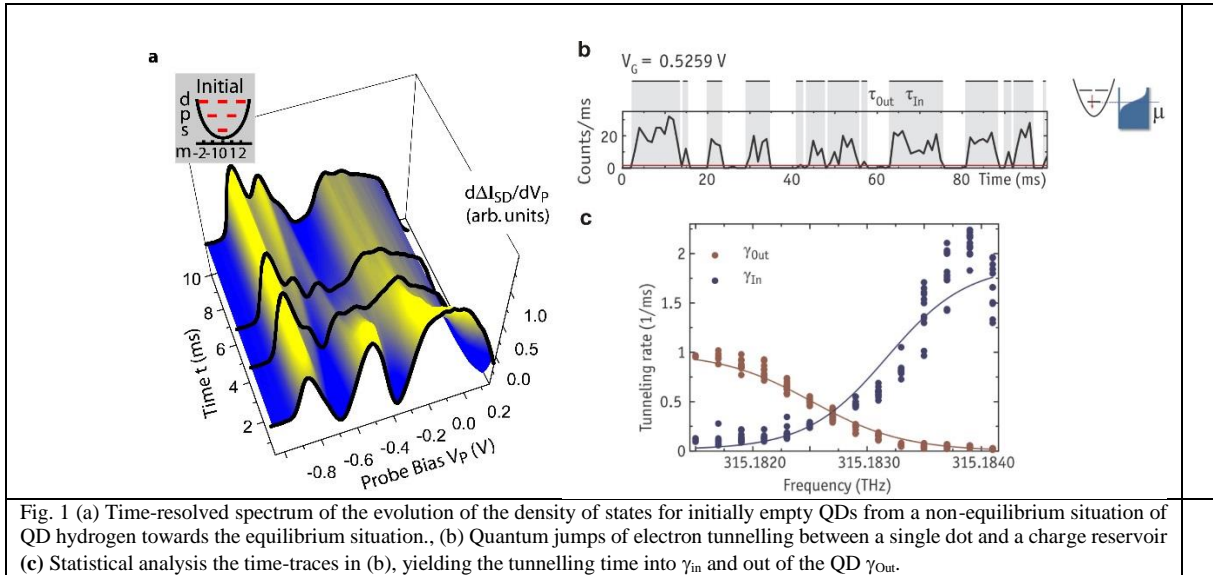 a
Initial
d
p
s
m -2-10 12
dΔI_SD/dV_P
(arb. units)
1.0
0.5
0.0
10
8
6
4
2
Time t (ms)
-0.8
-0.6
-0.4
-0.2
0.0
0.2
Probe Bias V_P (V)
b
V_G = 0.5259 V
τ_Out τ_In
μ
Counts/ms
20
0
0 20 40 60 80 Time (ms)
c
γ_Out
γ_In
Tunneling rate (1/ms)
2
1.5
1
0.5
0
315.1820 315.1830 315.1840
Frequency (THz)
Fig. 1 (a) Time-resolved spectrum of the evolution of the density of states for initially empty QDs from a non-equilibrium situation of
QD hydrogen towards the equilibrium situation., (b) Quantum jumps of electron tunnelling between a single dot and a charge reservoir
(c) Statistical analysis the time-traces in (b), yielding the tunnelling time into γ_in and out of the QD γ_Out.